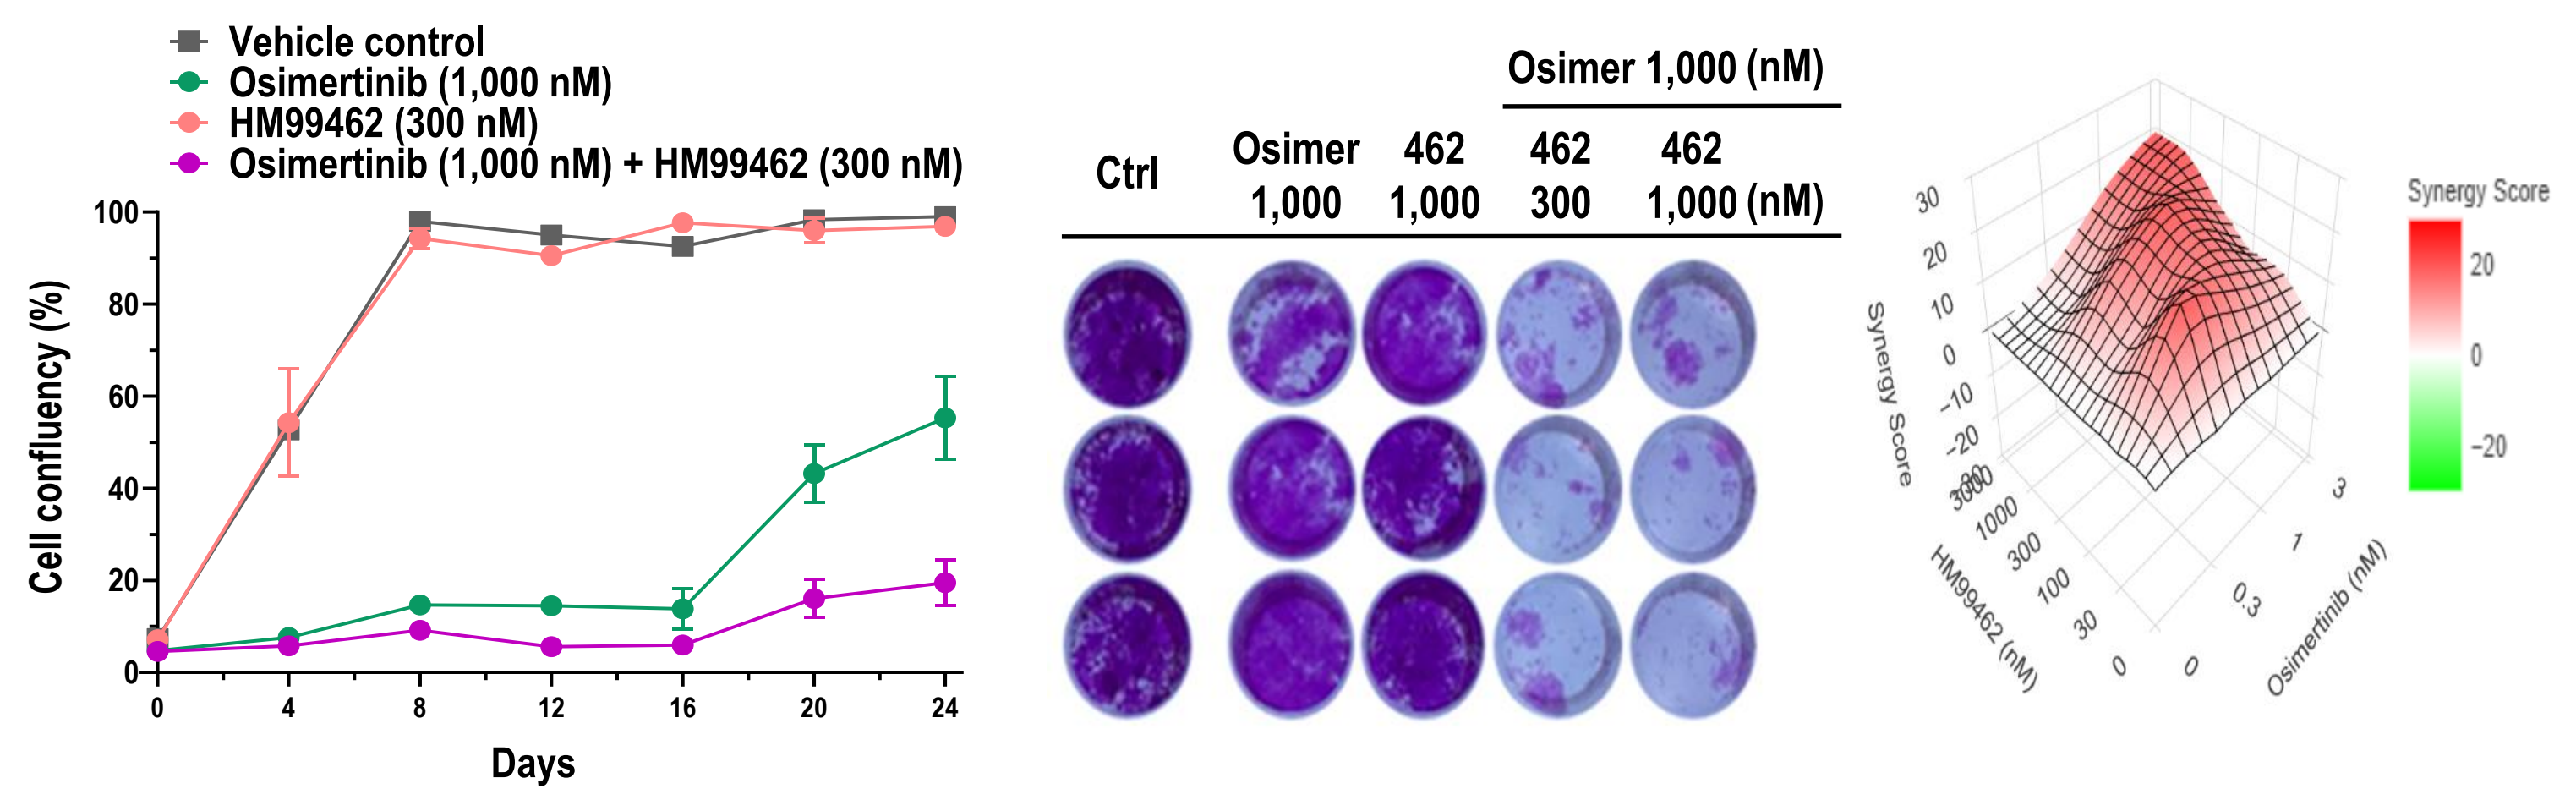 Vehicle control
Osimertinib (1,000 nM)
HM99462 (300 nM)
Osimertinib (1,000 nM) + HM99462 (300 nM)
100
80
60
40
20
0
Cell confluency (%)
0 4 8 12 16 20 24
Days
Osimer 1,000 (nM)
Ctrl
Osimer 462 462 462
1,000 1,000 300 1,000 (nM)
30
20
10
0
−10
−20
Synergy Score
3000
1000
300
100
30
0
HM99462 (nM)
0
0.3
1
3
Osimertinib (nM)
Synergy Score
20
0
−20